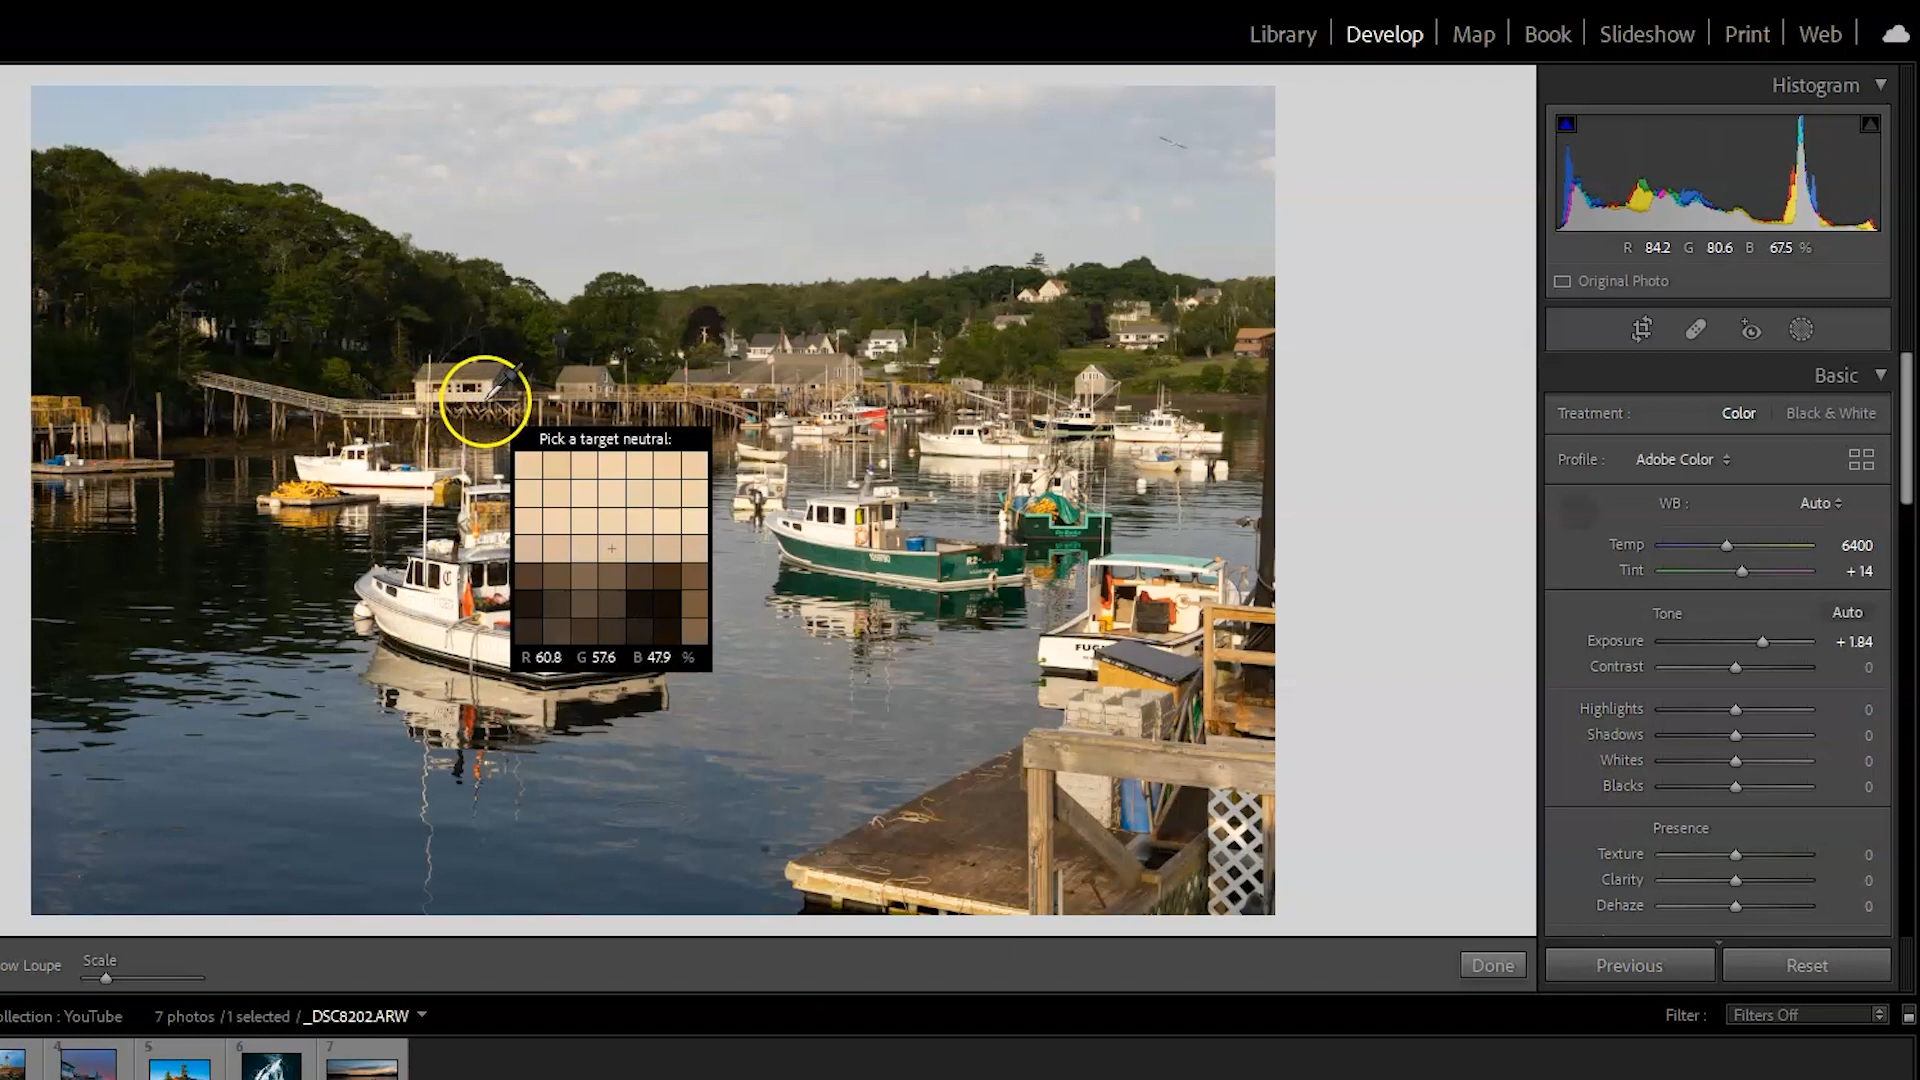 Library | Develop | Map | Book | Slideshow | Print | Web |
Histogram
R 84.2 G 80.6 B 67.5 %
Original Photo
Basic
Treatment : Color Black & White
Profile : Adobe Color
WB : Auto
Temp 6400
Tint + 14
Tone Auto
Exposure + 1.84
Contrast 0
Highlights 0
Shadows 0
Whites 0
Blacks 0
Presence
Texture 0
Clarity 0
Dehaze 0
Previous Reset
Pick a target neutral:
R 60.8 G 57.6 B 47.9 %
ow Loupe Scale
Done
ollection : YouTube 7 photos / 1 selected / _DSC8202.ARW
Filter : Filters Off
4 5 6 7